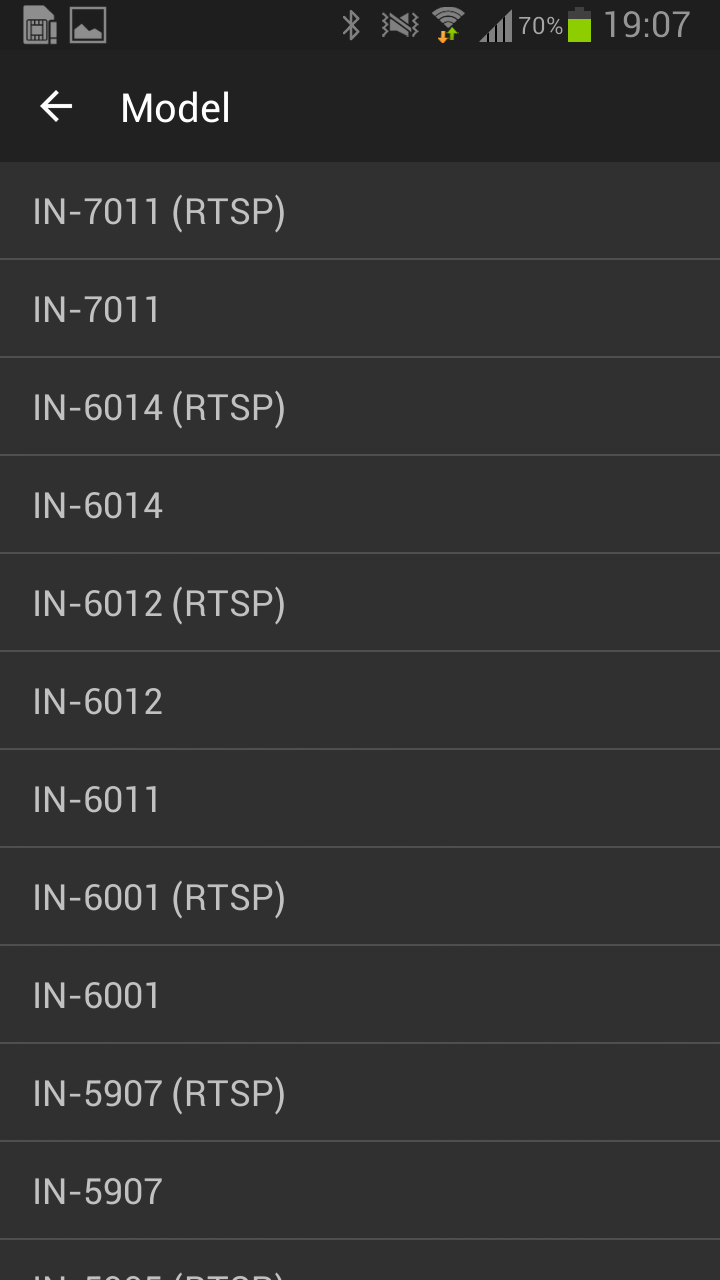 70% 19:07
Model
IN-7011 (RTSP)
IN-7011
IN-6014 (RTSP)
IN-6014
IN-6012 (RTSP)
IN-6012
IN-6011
IN-6001 (RTSP)
IN-6001
IN-5907 (RTSP)
IN-5907